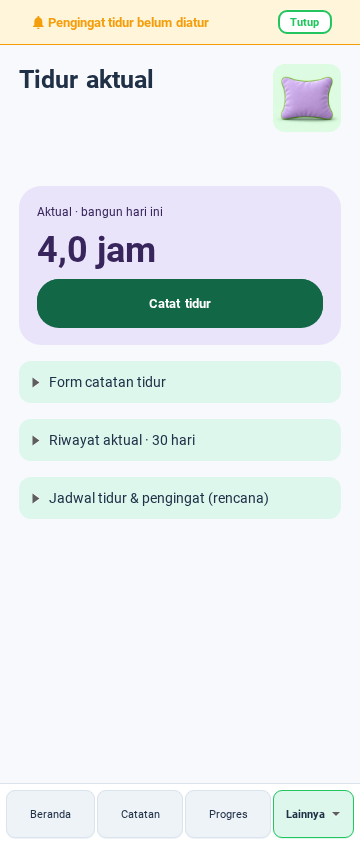 Pengingat tidur belum diatur
Tutup
Tidur aktual
Aktual · bangun hari ini
4,0 jam
Catat tidur
Form catatan tidur
Riwayat aktual · 30 hari
Jadwal tidur & pengingat (rencana)
Beranda
Catatan
Progres
Lainnya